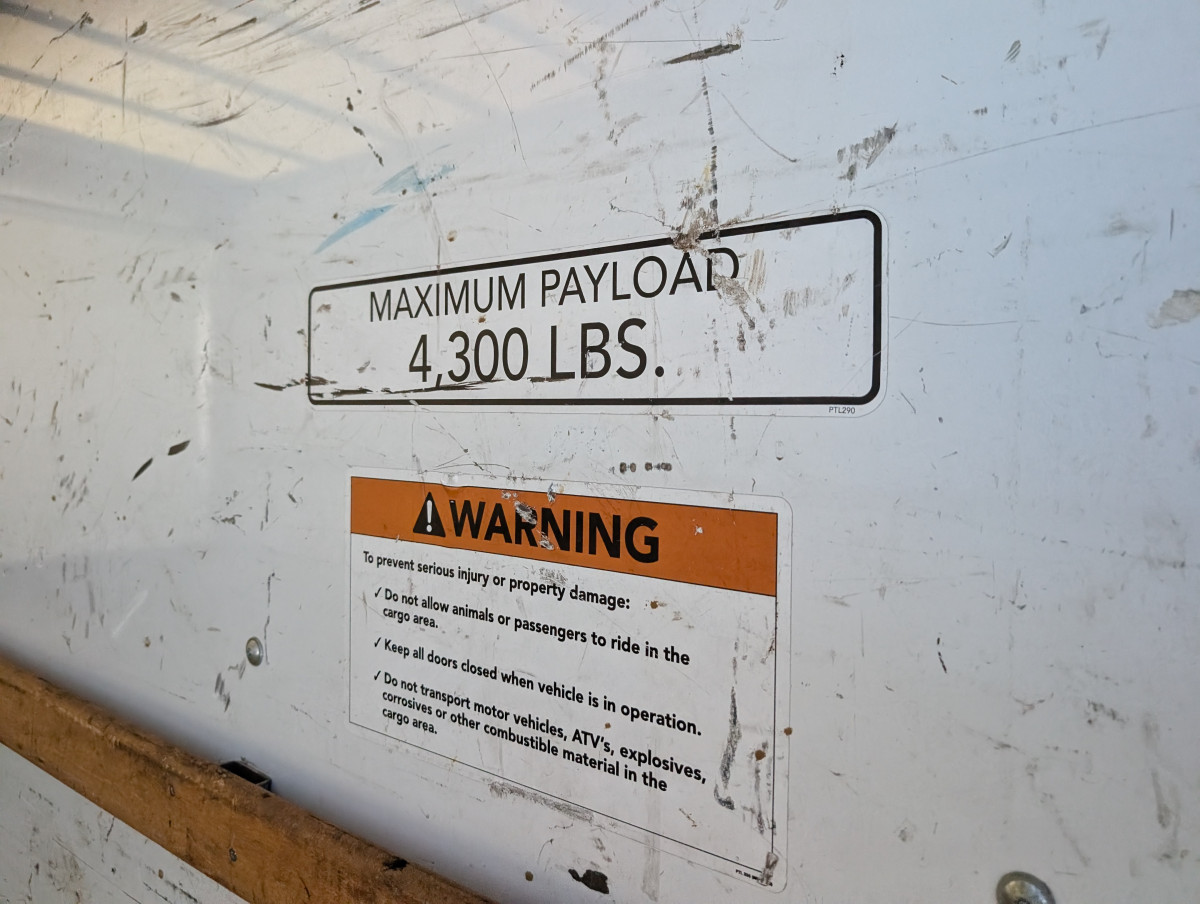 MAXIMUM PAYLOAD
4,300 LBS.
PTL290
WARNING
To prevent serious injury or property damage:
✓ Do not allow animals or passengers to ride in the
cargo area.
✓ Keep all doors closed when vehicle is in operation.
✓ Do not transport motor vehicles, ATV's, explosives,
corrosives or other combustible material in the
cargo area.
PTL